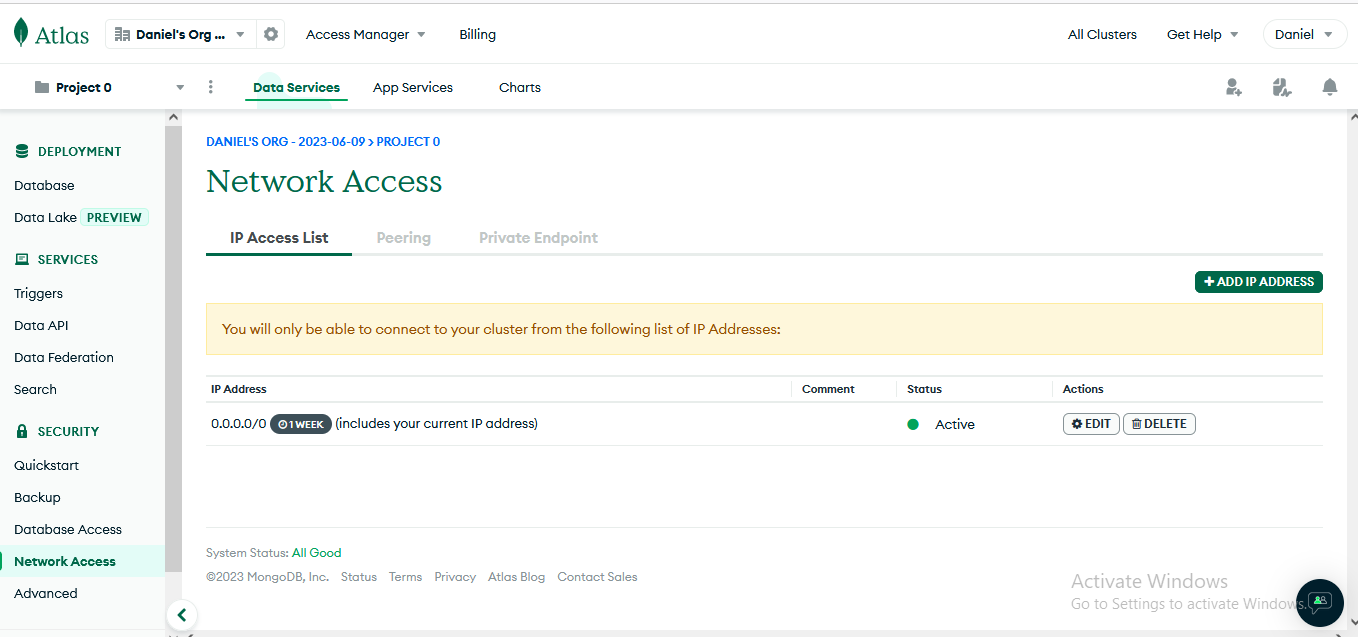 Atlas
Daniel's Org ...
Access Manager
Billing
All Clusters
Get Help
Daniel
Project 0
Data Services
App Services
Charts
DEPLOYMENT
Database
Data Lake PREVIEW
SERVICES
Triggers
Data API
Data Federation
Search
SECURITY
Quickstart
Backup
Database Access
Network Access
Advanced
DANIEL'S ORG - 2023-06-09 > PROJECT 0
Network Access
IP Access List
Peering
Private Endpoint
+ ADD IP ADDRESS
You will only be able to connect to your cluster from the following list of IP Addresses:
IP Address Comment Status Actions
0.0.0.0/0 1 WEEK (includes your current IP address) Active EDIT DELETE
System Status: All Good
©2023 MongoDB, Inc. Status Terms Privacy Atlas Blog Contact Sales
Activate Windows
Go to Settings to activate Windows.